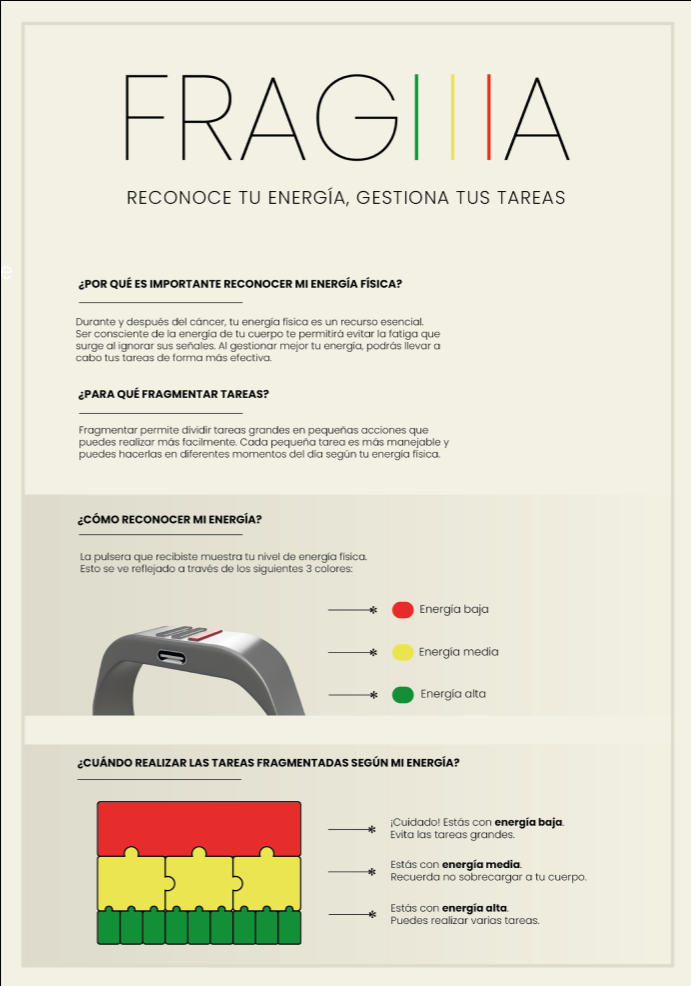 FRAGIIIA
RECONOCE TU ENERGÍA, GESTIONA TUS TAREAS
e
¿POR QUÉ ES IMPORTANTE RECONOCER MI ENERGÍA FÍSICA?
Durante y después del cáncer, tu energía física es un recurso esencial.
Ser consciente de la energía de tu cuerpo te permitirá evitar la fatiga que
surge al ignorar sus señales. Al gestionar mejor tu energía, podrás llevar a
cabo tus tareas de forma más efectiva.
¿PARA QUÉ FRAGMENTAR TAREAS?
Fragmentar permite dividir tareas grandes en pequeñas acciones que
puedes realizar más facilmente. Cada pequeña tarea es más manejable y
puedes hacerlas en diferentes momentos del día según tu energía física.
¿CÓMO RECONOCER MI ENERGÍA?
La pulsera que recibiste muestra tu nivel de energía física.
Esto se ve reflejado a través de los siguientes 3 colores:
Energía baja
Energía media
Energía alta
¿CUÁNDO REALIZAR LAS TAREAS FRAGMENTADAS SEGÚN MI ENERGÍA?
¡Cuidado! Estás con energía baja.
Evita las tareas grandes.
Estás con energía media.
Recuerda no sobrecargar a tu cuerpo.
Estás con energía alta.
Puedes realizar varias tareas.